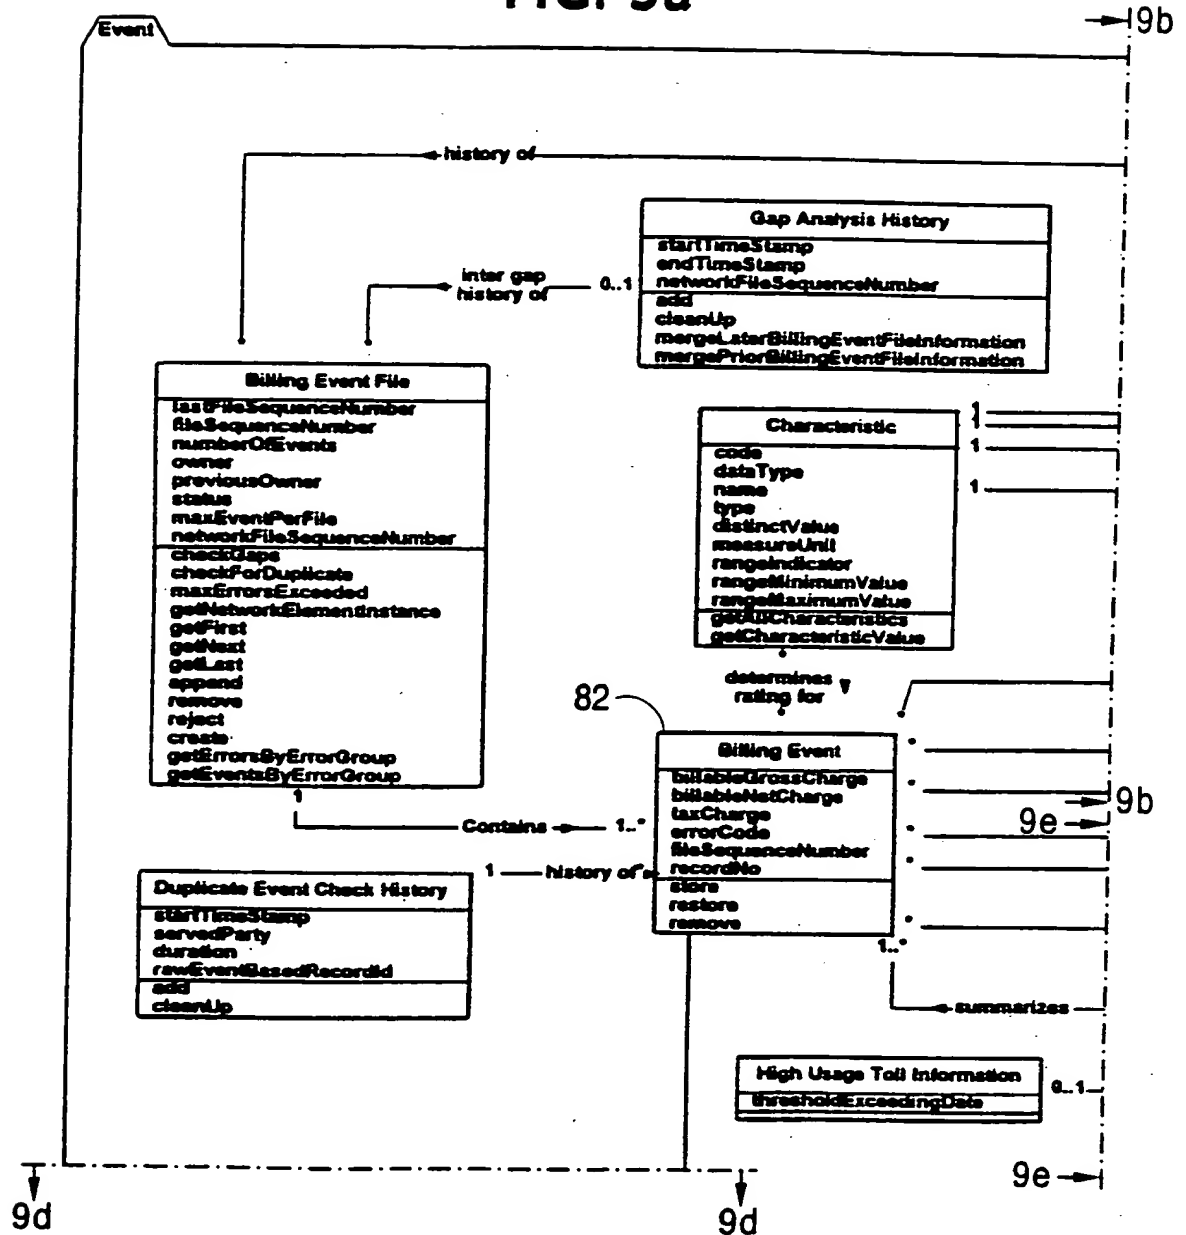 FIG. 9a
9b
Event
history of
Gap Analysis History
startTimeStamp
endTimeStamp
networkFileSequenceNumber
add
cleanUp
mergeLaterBillingEventFileInformation
mergePriorBillingEventFileInformation
inter gap
history of
0..1
*
*
Billing Event File
lastFileSequenceNumber
fileSequenceNumber
numberOfEvents
owner
previousOwner
status
maxEventPerFile
networkFileSequenceNumber
checkGaps
checkForDuplicate
maxErrorsExceeded
getNetworkElementInstance
getFirst
getNext
getLast
append
remove
reject
create
getErrorsByErrorGroup
getEventsByErrorGroup
1
Characteristic
code
dataType
name
type
distinctValue
measureUnit
rangeIndicator
rangeMinimumValue
rangeMaximumValue
getAllCharacteristics
getCharacteristicValue
1
1
1
1
*
determines
rating for
*
*
82
Billing Event
billableGrossCharge
billableNetCharge
taxCharge
errorCode
fileSequenceNumber
recordNo
store
restore
remove
*
*
*
*
*
9b
9e
Contains
1..*
1
history of
*
Duplicate Event Check History
startTimeStamp
servedParty
duration
rawEventBasedRecordId
add
cleanUp
1..*
summarizes
High Usage Toll Information
thresholdExceedingDate
0..1
9e
9d
9d